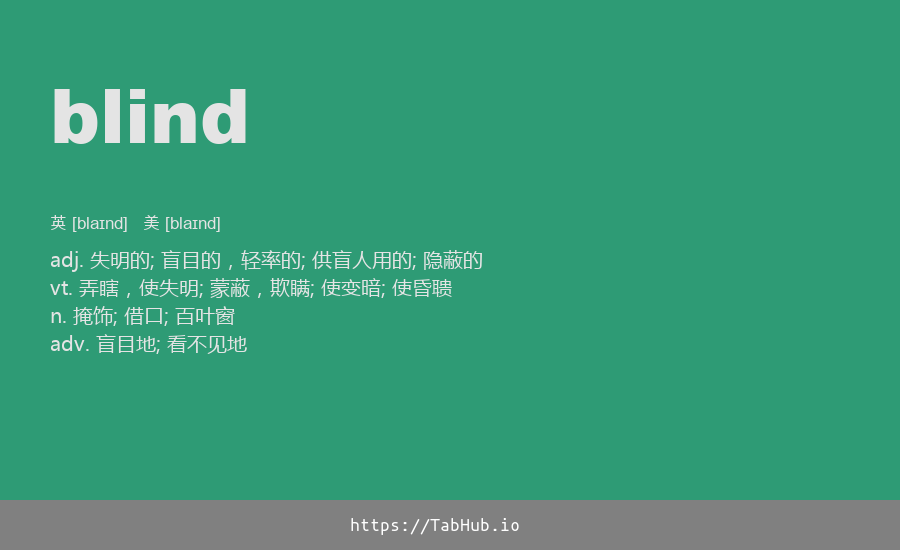 blind
英 [blaɪnd] 美 [blaɪnd]
adj. 失明的; 盲目的，轻率的; 供盲人用的; 隐蔽的
vt. 弄瞎，使失明; 蒙蔽，欺瞒; 使变暗; 使昏聩
n. 掩饰; 借口; 百叶窗
adv. 盲目地; 看不见地
https://TabHub.io